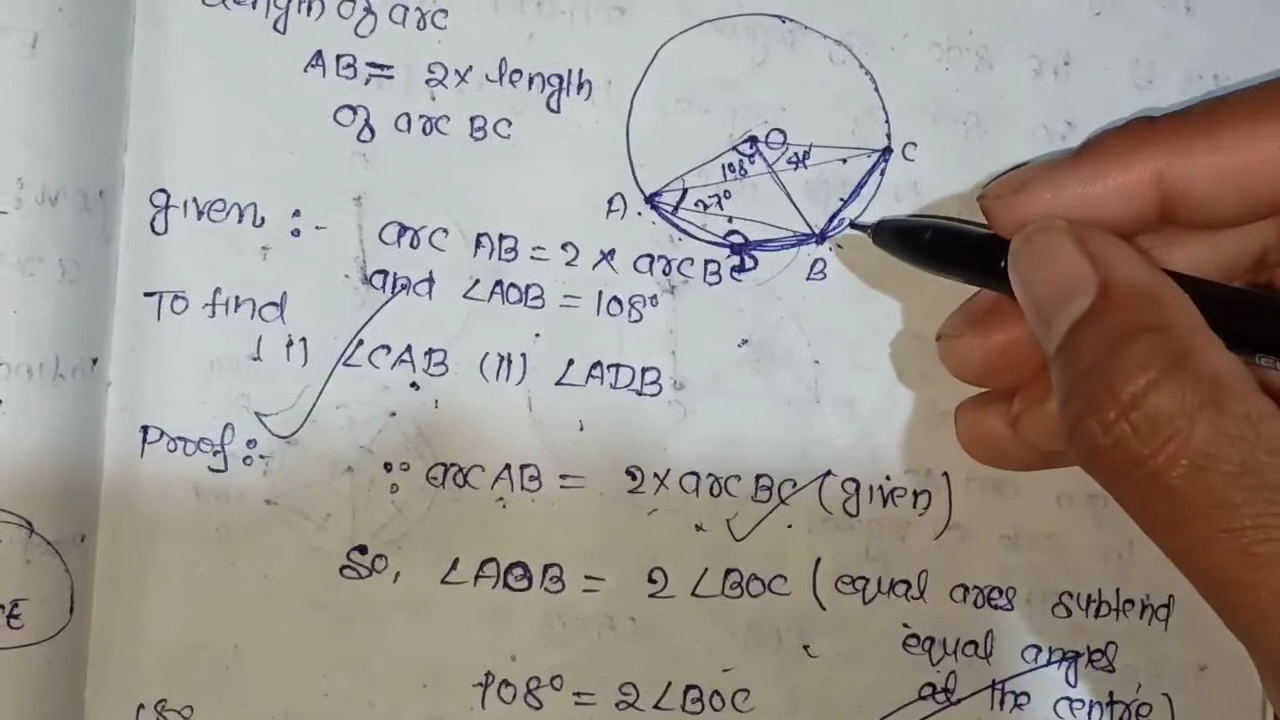 Length of arc
AB = 2× length
of arc BC
O
C
108°
54°
27°
A
D
B
given :-
arc AB = 2 × arc BC
and ∠AOB = 108°
To find
(i) ∠CAB (ii) ∠ADB
Proof :-
∵ arc AB = 2×arc BC (given)
So, ∠AOB = 2 ∠BOC (equal arcs subtend
equal angles
at the centre)
108° = 2∠BOC